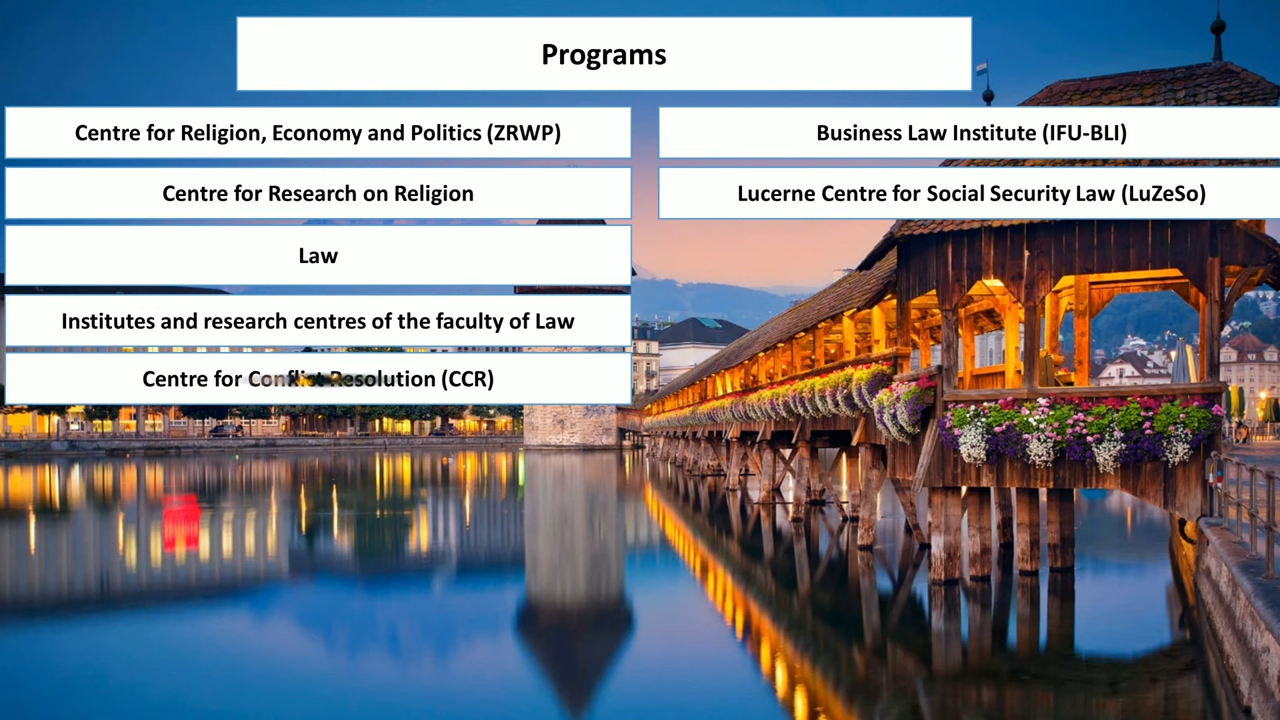 Programs
Centre for Religion, Economy and Politics (ZRWP)
Centre for Research on Religion
Law
Institutes and research centres of the faculty of Law
Centre for Conflict Resolution (CCR)
Business Law Institute (IFU-BLI)
Lucerne Centre for Social Security Law (LuZeSo)